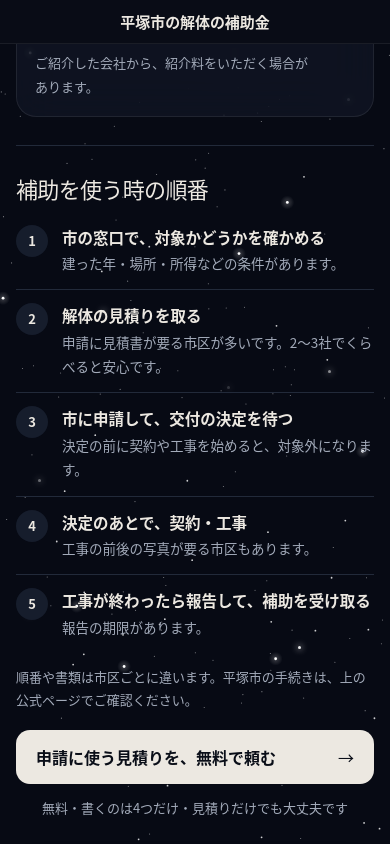 平塚市の解体の補助金
ご紹介した会社から、紹介料をいただく場合が
あります。
補助を使う時の順番
1
市の窓口で、対象かどうかを確かめる
建った年・場所・所得などの条件があります。
2
解体の見積りを取る
申請に見積書が要る市区が多いです。2〜3社でくら
べると安心です。
3
市に申請して、交付の決定を待つ
決定の前に契約や工事を始めると、対象外になりま
す。
4
決定のあとで、契約・工事
工事の前後の写真が要る市区もあります。
5
工事が終わったら報告して、補助を受け取る
報告の期限があります。
順番や書類は市区ごとに違います。平塚市の手続きは、上の
公式ページでご確認ください。
申請に使う見積りを、無料で頼む →
無料・書くのは4つだけ・見積りだけでも大丈夫です